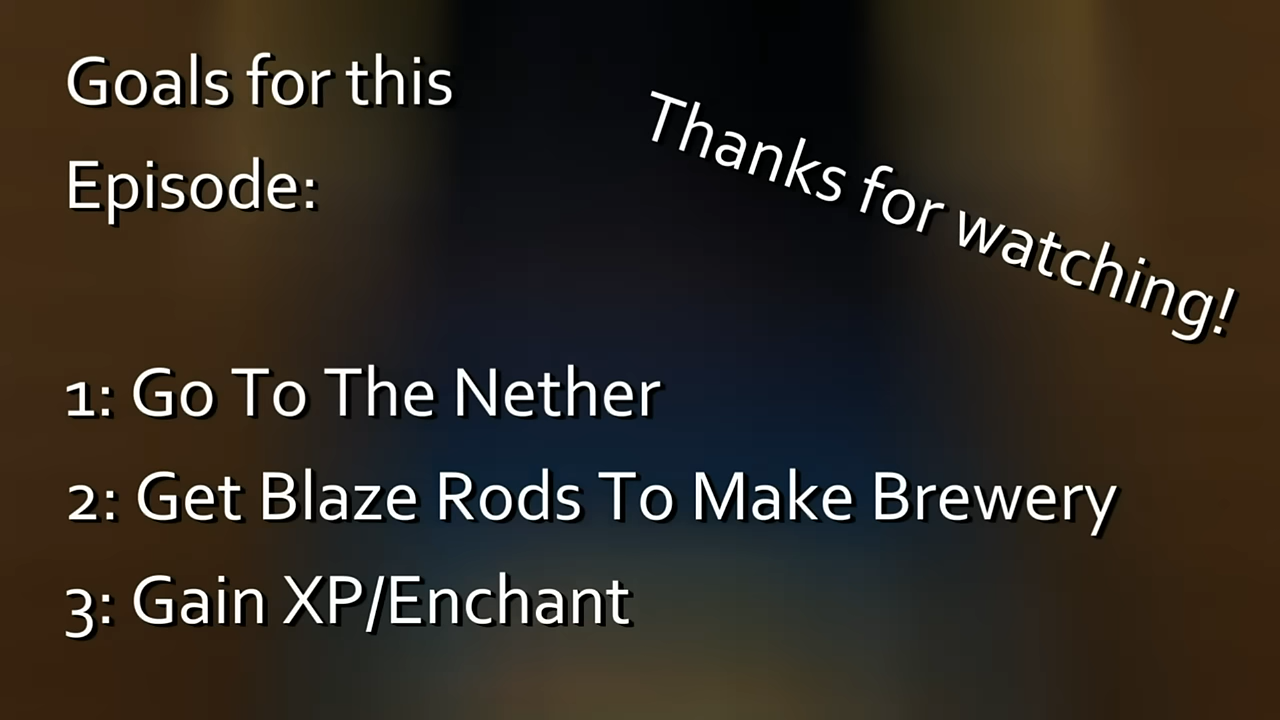 Goals for this
Episode:
Thanks for watching!
1: Go To The Nether
2: Get Blaze Rods To Make Brewery
3: Gain XP/Enchant